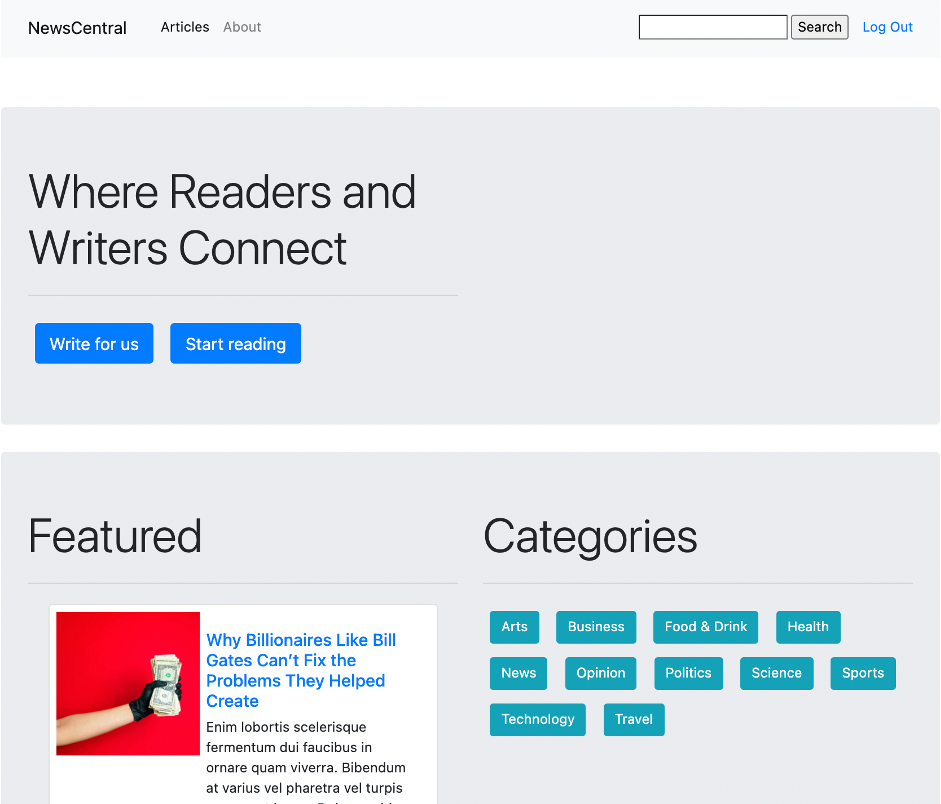 NewsCentral Articles About Search Log Out
Where Readers and
Writers Connect
Write for us Start reading
Featured
Why Billionaires Like Bill
Gates Can’t Fix the
Problems They Helped
Create
Enim lobortis scelerisque
fermentum dui faucibus in
ornare quam viverra. Bibendum
at varius vel pharetra vel turpis
Categories
Arts Business Food & Drink Health
News Opinion Politics Science Sports
Technology Travel